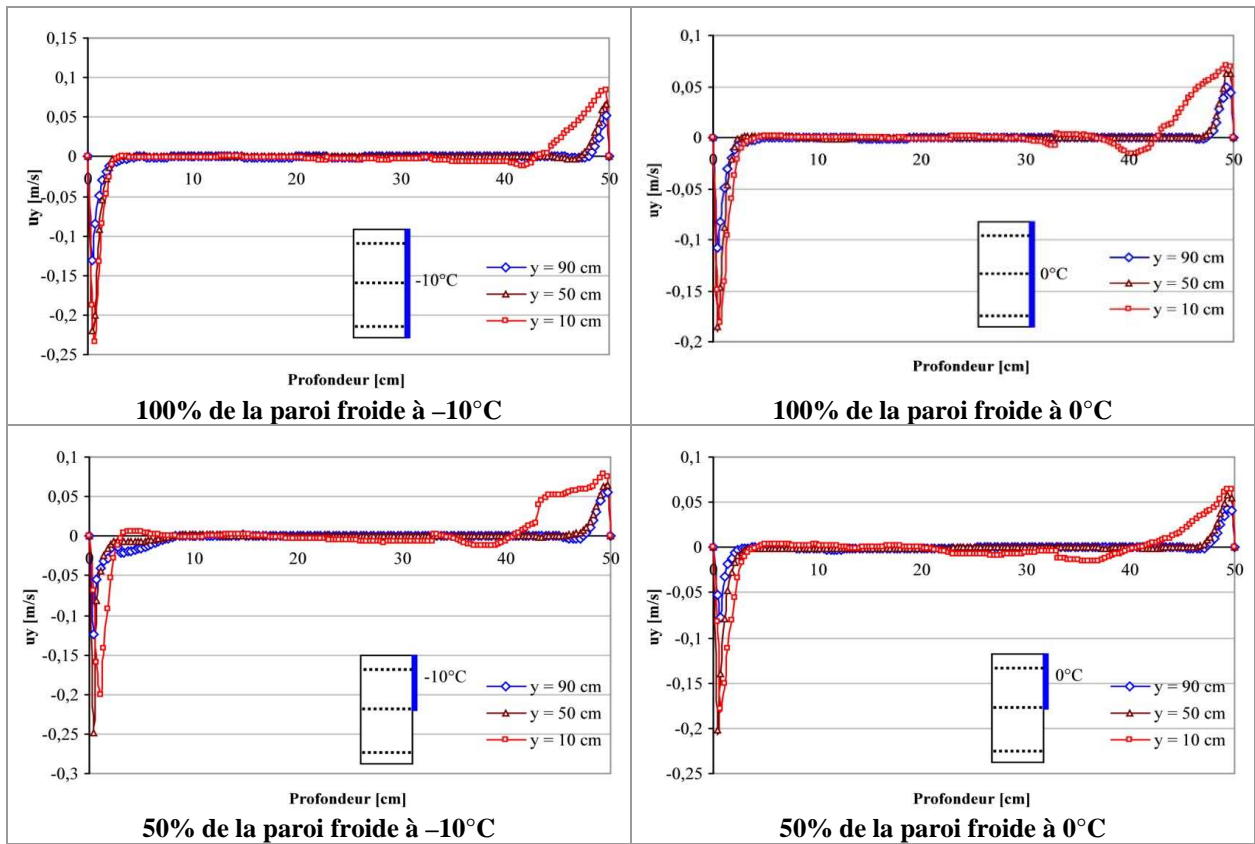 0,15
0,1
0,05
0
-0,05
-0,1
-0,15
-0,2
-0,25
0 10 20 30 40 50
uy [m/s]
-10°C
y = 90 cm
y = 50 cm
y = 10 cm
Profondeur [cm]
100% de la paroi froide à –10°C
0,1
0,05
0
-0,05
-0,1
-0,15
-0,2
0 10 20 30 40 50
uy [m/s]
0°C
y = 90 cm
y = 50 cm
y = 10 cm
Profondeur [cm]
100% de la paroi froide à 0°C
0,1
0,05
0
-0,05
-0,1
-0,15
-0,2
-0,25
-0,3
0 10 20 30 40 50
uy [m/s]
-10°C
y = 90 cm
y = 50 cm
y = 10 cm
Profondeur [cm]
50% de la paroi froide à –10°C
0,1
0,05
0
-0,05
-0,1
-0,15
-0,2
-0,25
0 10 20 30 40 50
uy [m/s]
0°C
y = 90 cm
y = 50 cm
y = 10 cm
Profondeur [cm]
50% de la paroi froide à 0°C